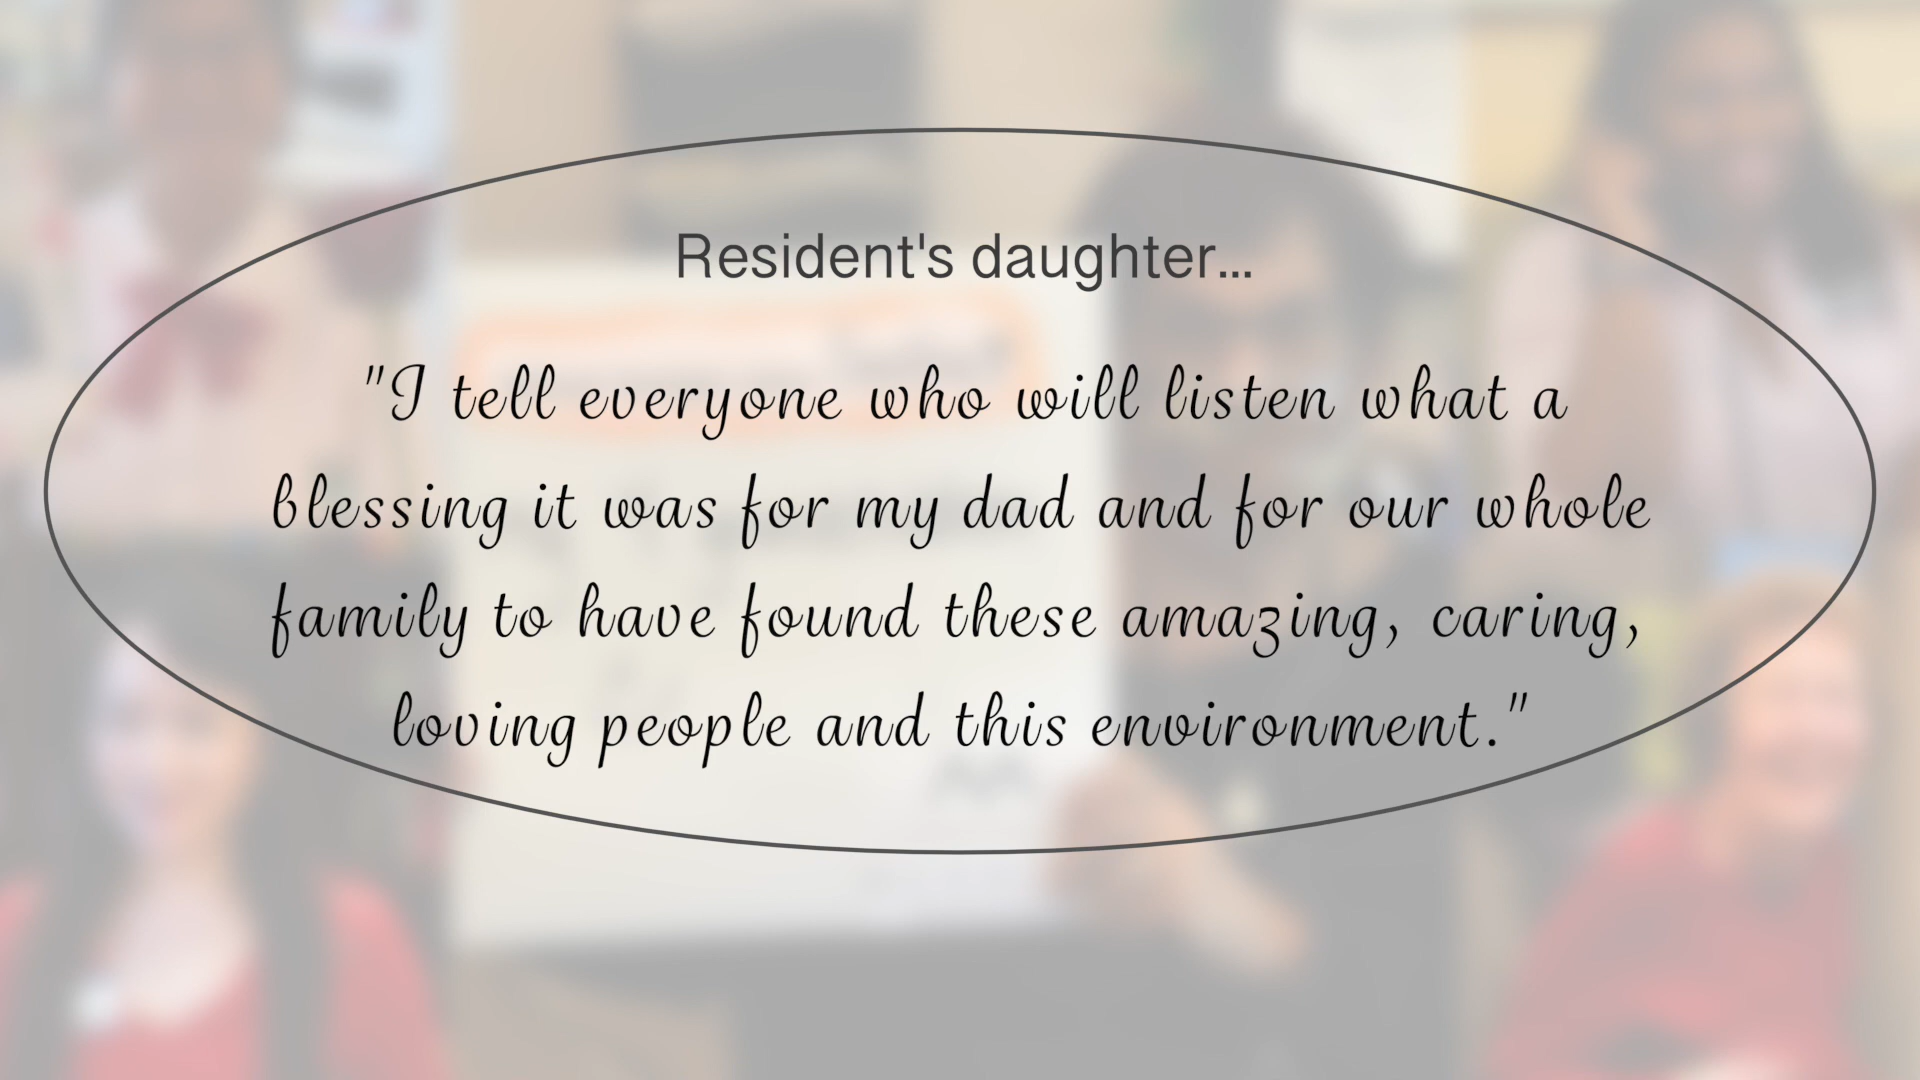 Resident's daughter...
"I tell everyone who will listen what a
blessing it was for my dad and for our whole
family to have found these amazing, caring,
loving people and this environment."